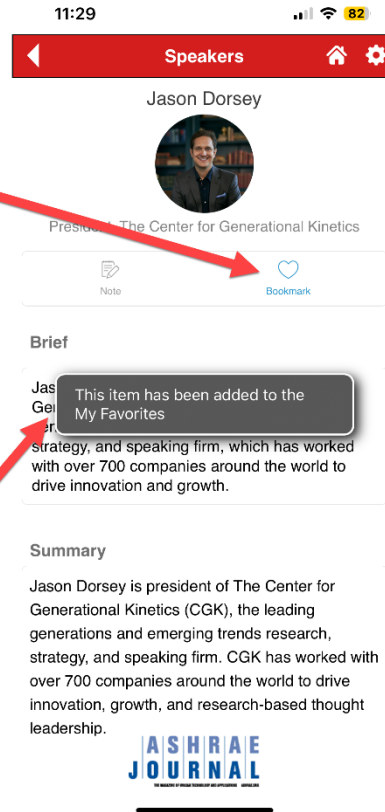 11:29
82
Speakers
Jason Dorsey
President, The Center for Generational Kinetics
Note
Bookmark
Brief
Jas
This item has been added to the
Ge
My Favorites
strategy, and speaking firm, which has worked
with over 700 companies around the world to
drive innovation and growth.
Summary
Jason Dorsey is president of The Center for
Generational Kinetics (CGK), the leading
generations and emerging trends research,
strategy, and speaking firm. CGK has worked with
over 700 companies around the world to drive
innovation, growth, and research-based thought
leadership.
ASHRAE
JOURNAL